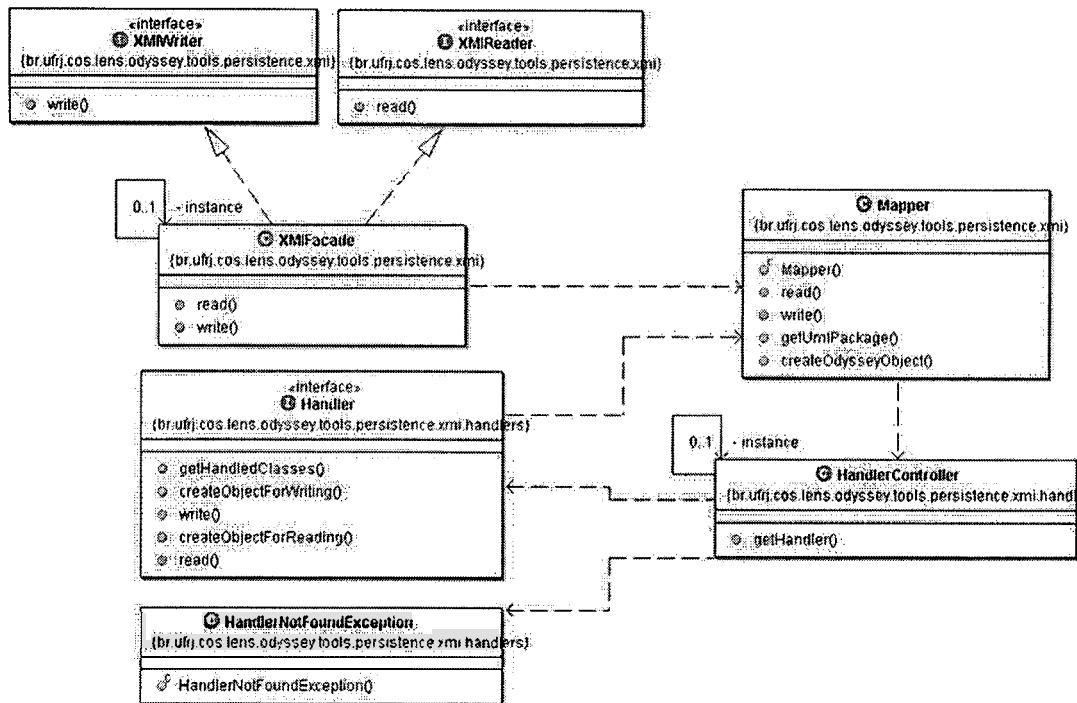 «interface»
XMIWriter
{br.ufrj.cos.lens.odyssey.tools.persistence.xmi}
write()
«interface»
XMIReader
{br.ufrj.cos.lens.odyssey.tools.persistence.xmi}
read()
0..1
- instance
XMIFacade
{br.ufrj.cos.lens.odyssey.tools.persistence.xmi}
read()
write()
Mapper
{br.ufrj.cos.lens.odyssey.tools.persistence.xmi}
Mapper()
read()
write()
getUmlPackage()
createOdysseyObject()
«interface»
Handler
{br.ufrj.cos.lens.odyssey.tools.persistence.xmi.handlers}
getHandledClasses()
createObjectForWriting()
write()
createObjectForReading()
read()
0..1
- instance
HandlerController
{br.ufrj.cos.lens.odyssey.tools.persistence.xmi.handl
getHandler()
HandlerNotFoundException
{br.ufrj.cos.lens.odyssey.tools.persistence.xmi.handlers}
HandlerNotFoundException()